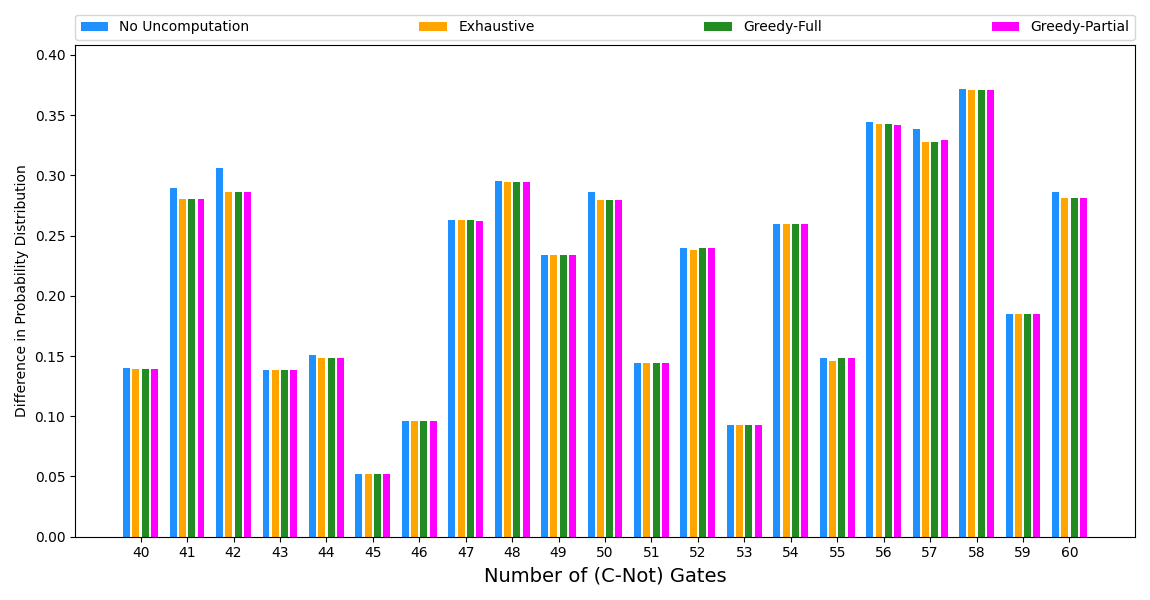 No Uncomputation Exhaustive Greedy-Full Greedy-Partial
0.40
0.35
0.30
0.25
0.20
0.15
0.10
0.05
0.00
Difference in Probability Distribution
40 41 42 43 44 45 46 47 48 49 50 51 52 53 54 55 56 57 58 59 60
Number of (C-Not) Gates